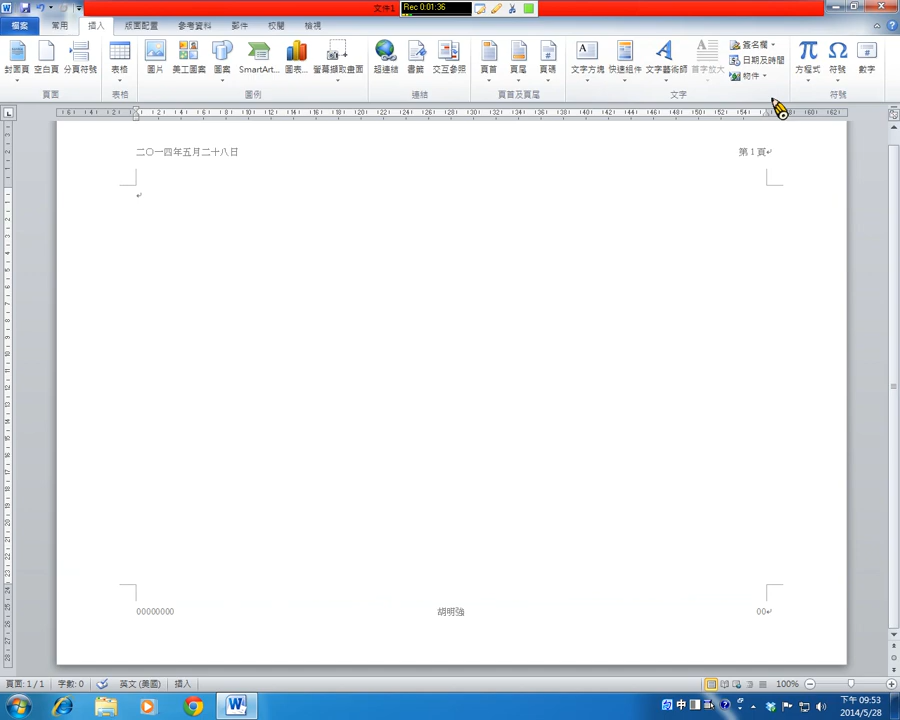 文件1
Rec 0:01:36
檔案 常用 插入 版面配置 參考資料 郵件 校閱 檢視
封面頁 空白頁 分頁符號 表格 圖片 美工圖案 圖案 SmartArt... 圖表... 螢幕擷取畫面 超連結 書籤 交互參照 頁首 頁尾 頁碼 文字方塊 快速組件 文字藝術師 首字放大 簽名欄 日期及時間 物件 方程式 符號 數字
頁面 表格 圖例 連結 頁首及頁尾 文字 符號
二〇一四年五月二十八日 第 1 頁
00000000 胡明強 00
頁面: 1 / 1 字數: 0 英文 (美國) 插入 100%
中 下午 09:53
2014/5/28